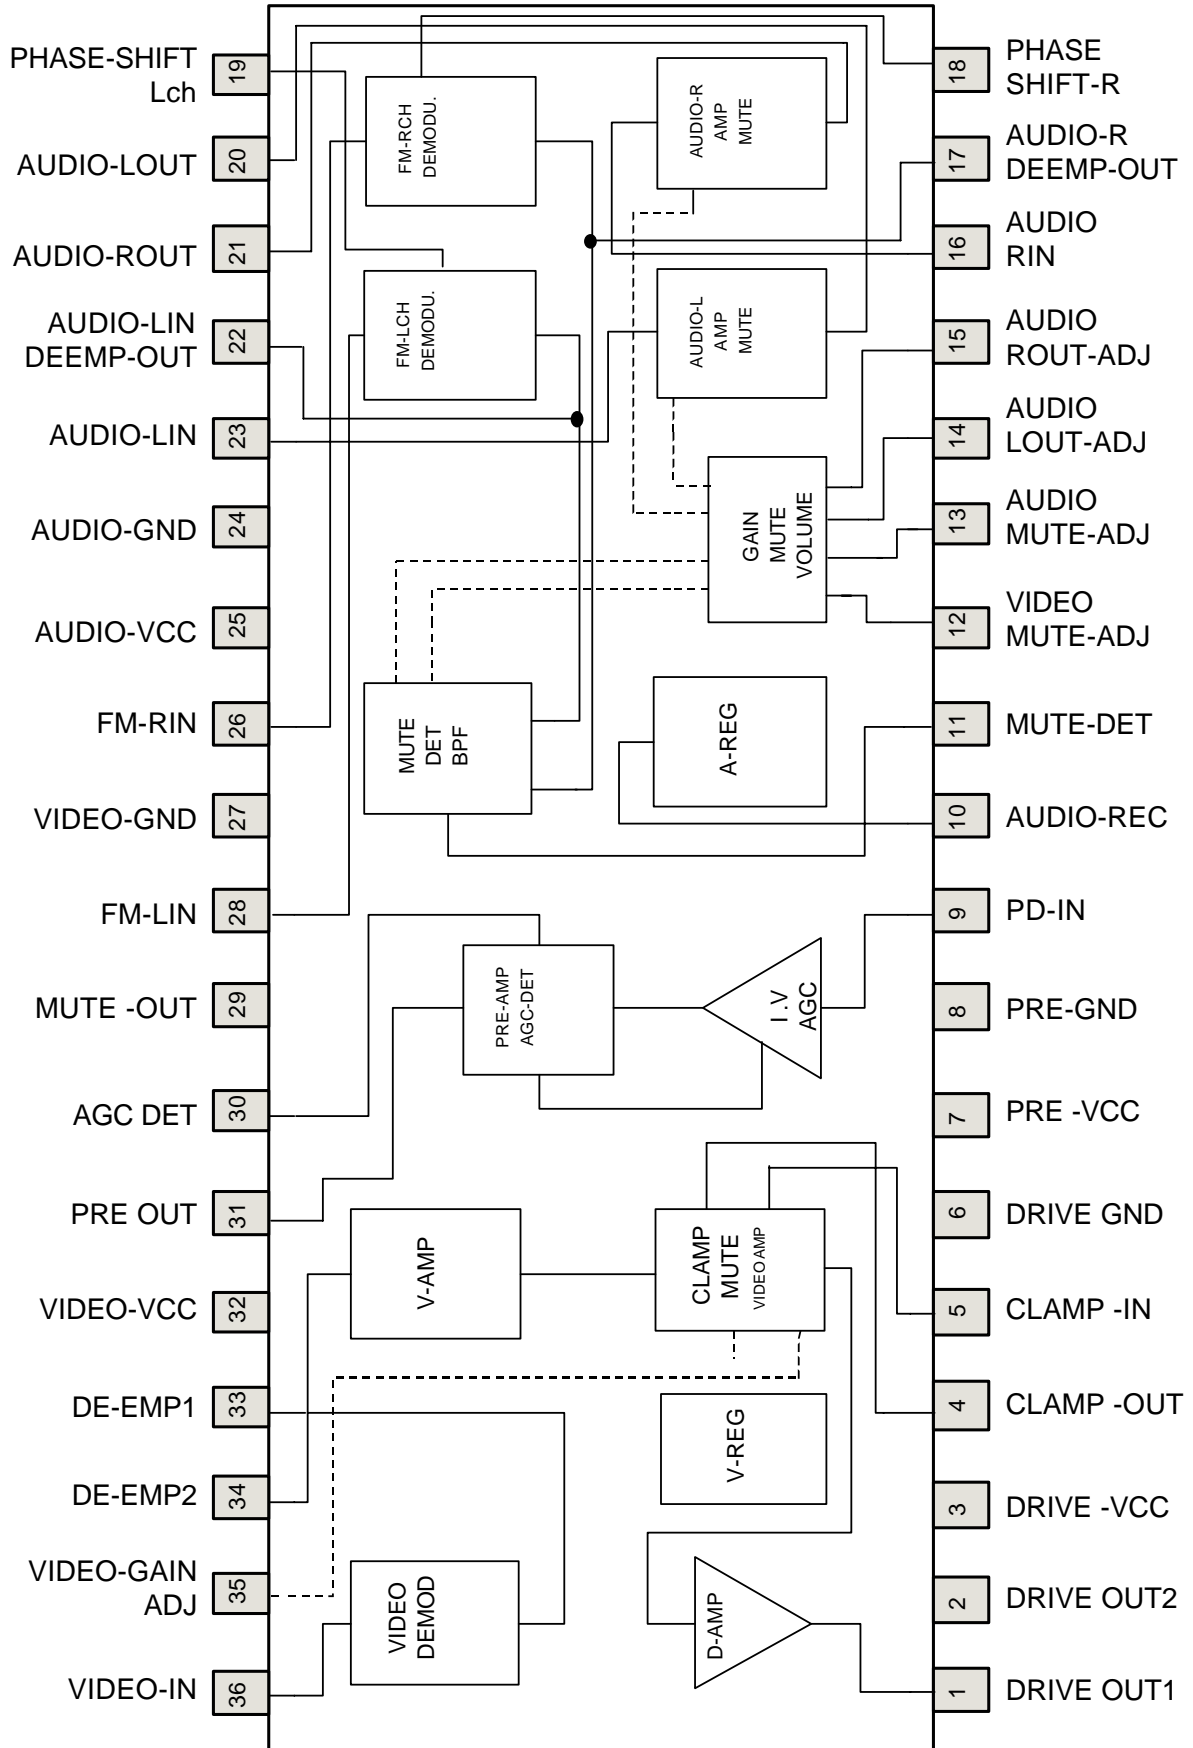 PHASE-SHIFT
Lch
19
AUDIO-LOUT
20
AUDIO-ROUT
21
AUDIO-LIN
DEEMP-OUT
22
AUDIO-LIN
23
AUDIO-GND
24
AUDIO-VCC
25
FM-RIN
26
VIDEO-GND
27
FM-LIN
28
MUTE -OUT
29
AGC DET
30
PRE OUT
31
VIDEO-VCC
32
DE-EMP1
33
DE-EMP2
34
VIDEO-GAIN
ADJ
35
VIDEO-IN
36
FM-RCH
DEMODU.
FM-LCH
DEMODU.
AUDIO-R
AMP
MUTE
AUDIO-L
AMP
MUTE
GAIN
MUTE
VOLUME
MUTE
DET
BPF
A-REG
PRE-AMP
AGC-DET
I.V
AGC
V-AMP
CLAMP
MUTE
VIDEO AMP
V-REG
VIDEO
DEMOD
D-AMP
18
PHASE
SHIFT-R
17
AUDIO-R
DEEMP-OUT
16
AUDIO
RIN
15
AUDIO
ROUT-ADJ
14
AUDIO
LOUT-ADJ
13
AUDIO
MUTE-ADJ
12
VIDEO
MUTE-ADJ
11
MUTE-DET
10
AUDIO-REC
9
PD-IN
8
PRE-GND
7
PRE -VCC
6
DRIVE GND
5
CLAMP -IN
4
CLAMP -OUT
3
DRIVE -VCC
2
DRIVE OUT2
1
DRIVE OUT1